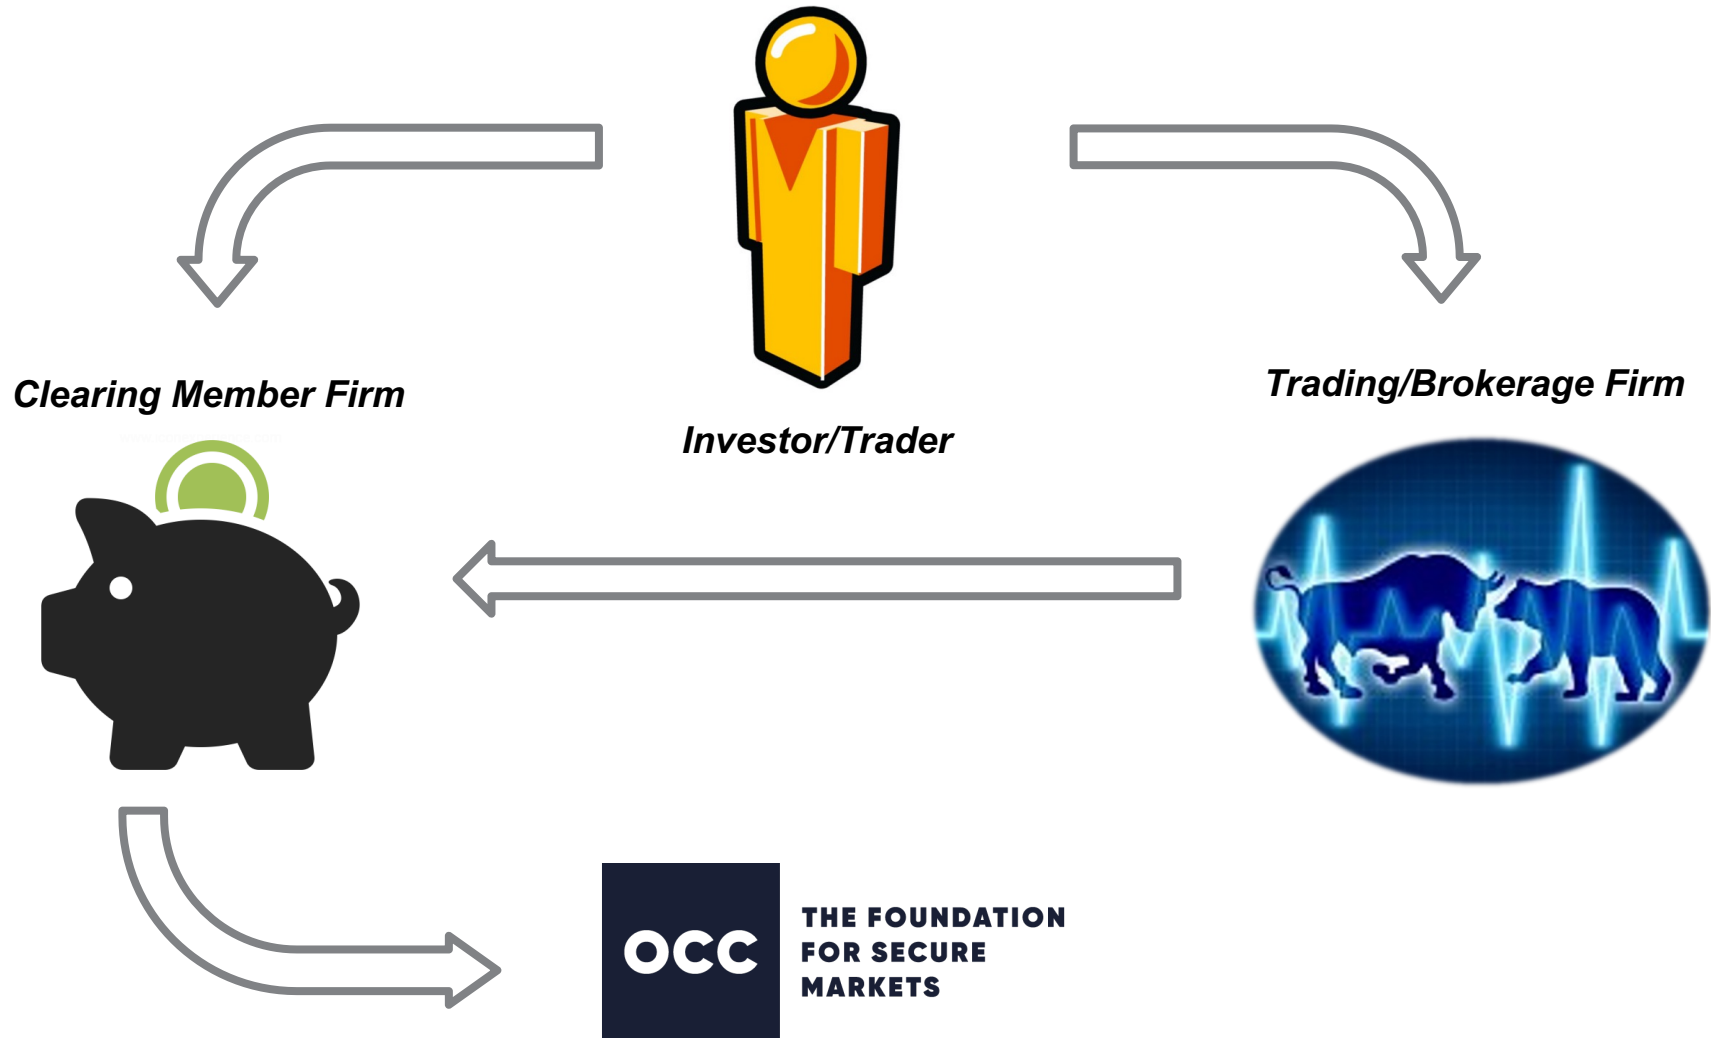 Clearing Member Firm
Investor/Trader
Trading/Brokerage Firm
OCC
THE FOUNDATION
FOR SECURE
MARKETS